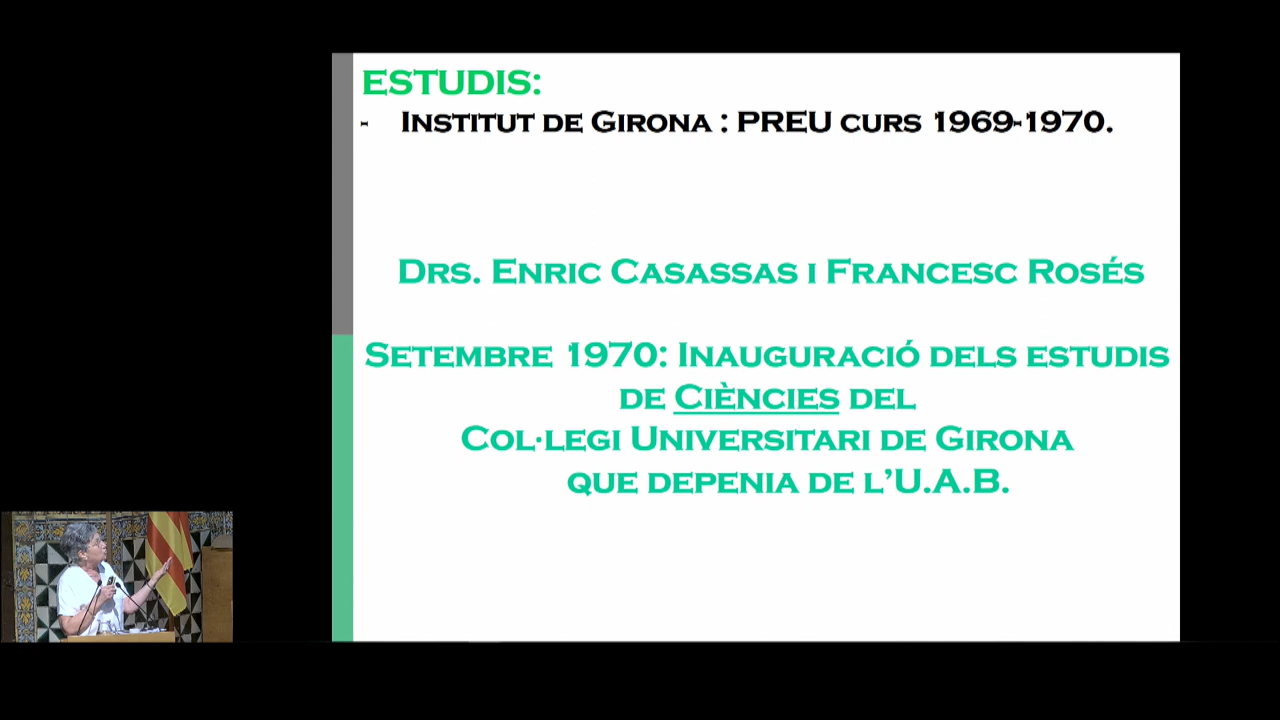 ESTUDIS:
- INSTITUT DE GIRONA : PREU CURS 1969-1970.
DRS. ENRIC CASASSAS I FRANCESC ROSÉS
SETEMBRE 1970: INAUGURACIÓ DELS ESTUDIS
DE CIÈNCIES DEL
COL·LEGI UNIVERSITARI DE GIRONA
QUE DEPENIA DE L’U.A.B.